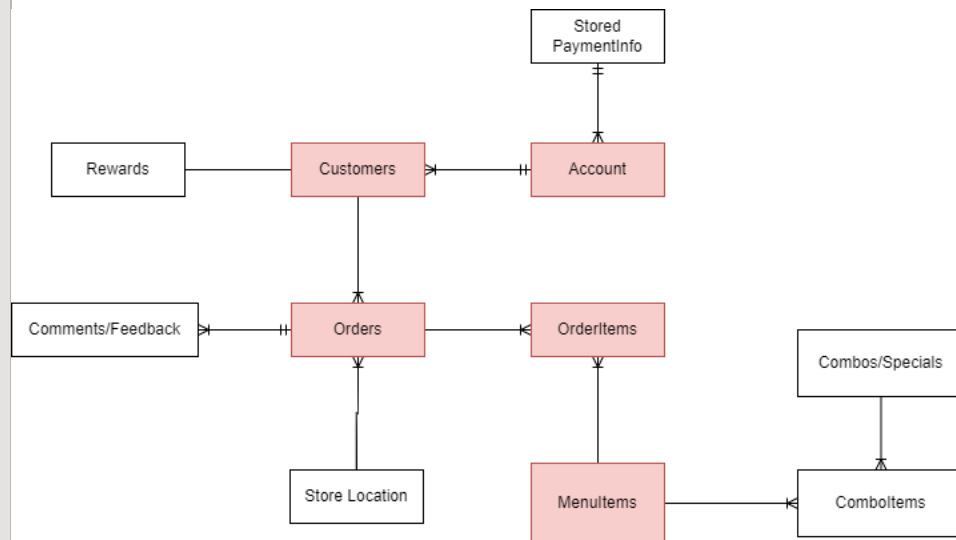 Stored
PaymentInfo
Rewards
Customers
Account
Comments/Feedback
Orders
OrderItems
Combos/Specials
Store Location
MenuItems
ComboItems